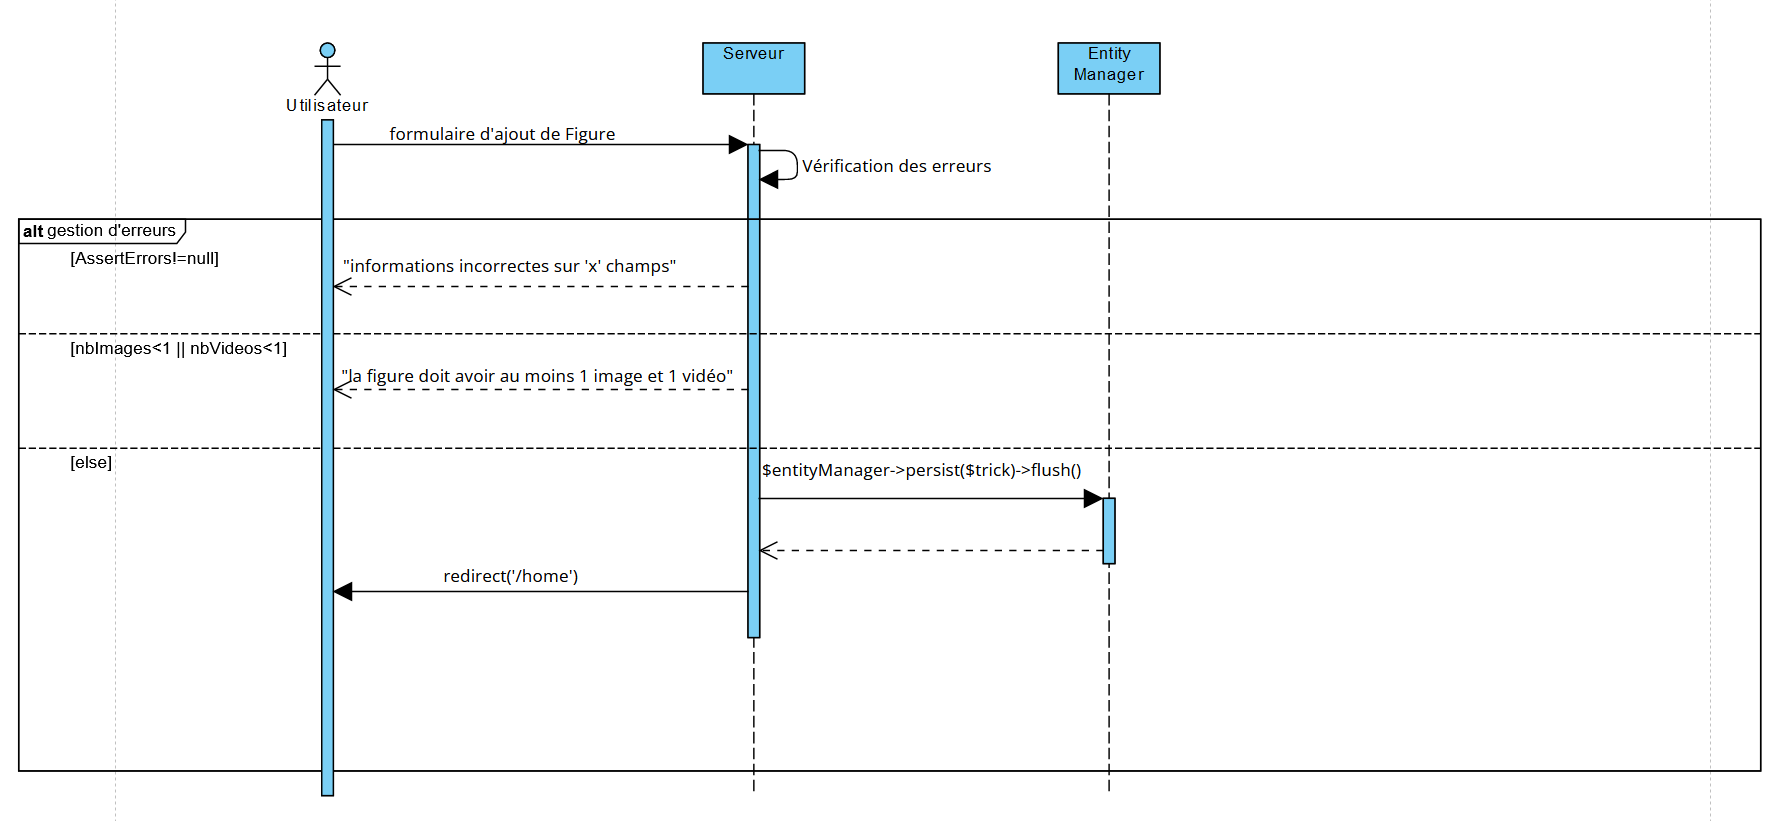 Utilisateur
Serveur
Entity
Manager
formulaire d'ajout de Figure
Vérification des erreurs
alt gestion d'erreurs
[AssertErrors!=null]
"informations incorrectes sur 'x' champs"
[nbImages<1 || nbVideos<1]
"la figure doit avoir au moins 1 image et 1 vidéo"
[else]
$entityManager->persist($trick)->flush()
redirect('/home')